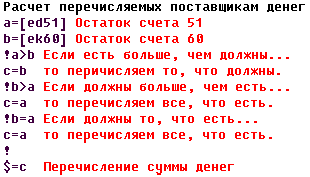 Расчет перечисляемых поставщикам денег
a=[ed51] Остаток счета 51
b=[ek60] Остаток счета 60
!a>b Если есть больше, чем должны...
c=b  то перичисляем то, что должны.
!b>a Если должны больше, чем есть...
c=a  то перечисляем все, что есть.
!b=a Если должны то, что есть...
c=a  то перечисляем все, что есть.
!
$=c  Перечисление суммы денег